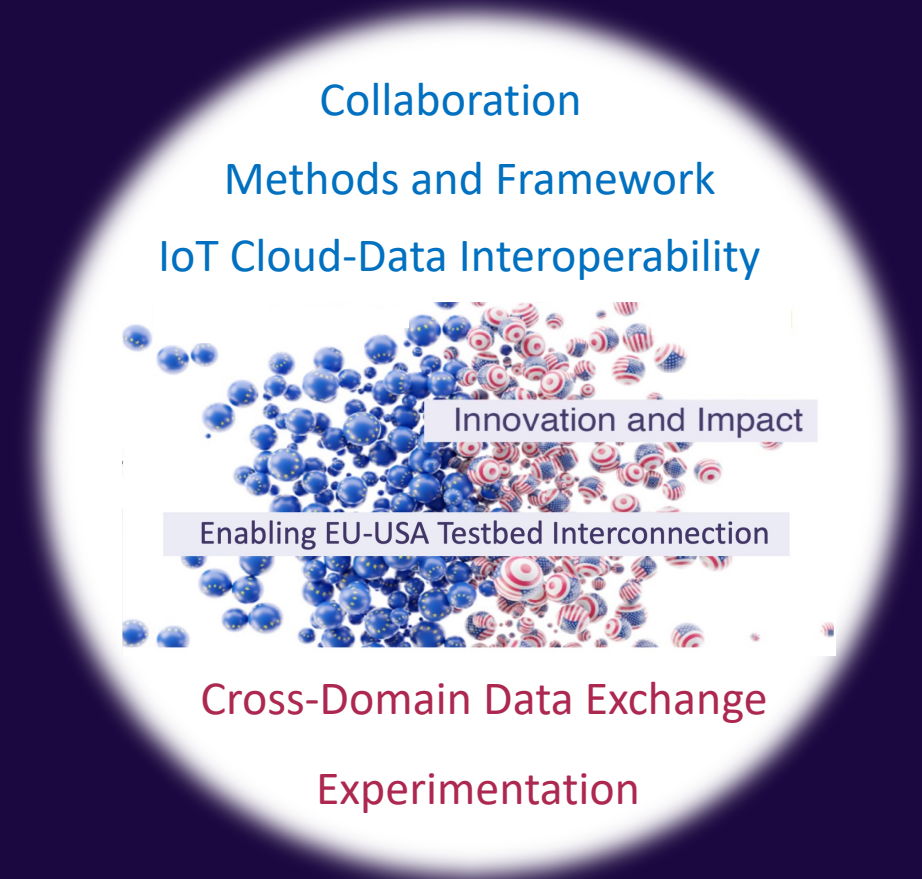 Collaboration
Methods and Framework
IoT Cloud-Data Interoperability
Innovation and Impact
Enabling EU-USA Testbed Interconnection
Cross-Domain Data Exchange
Experimentation